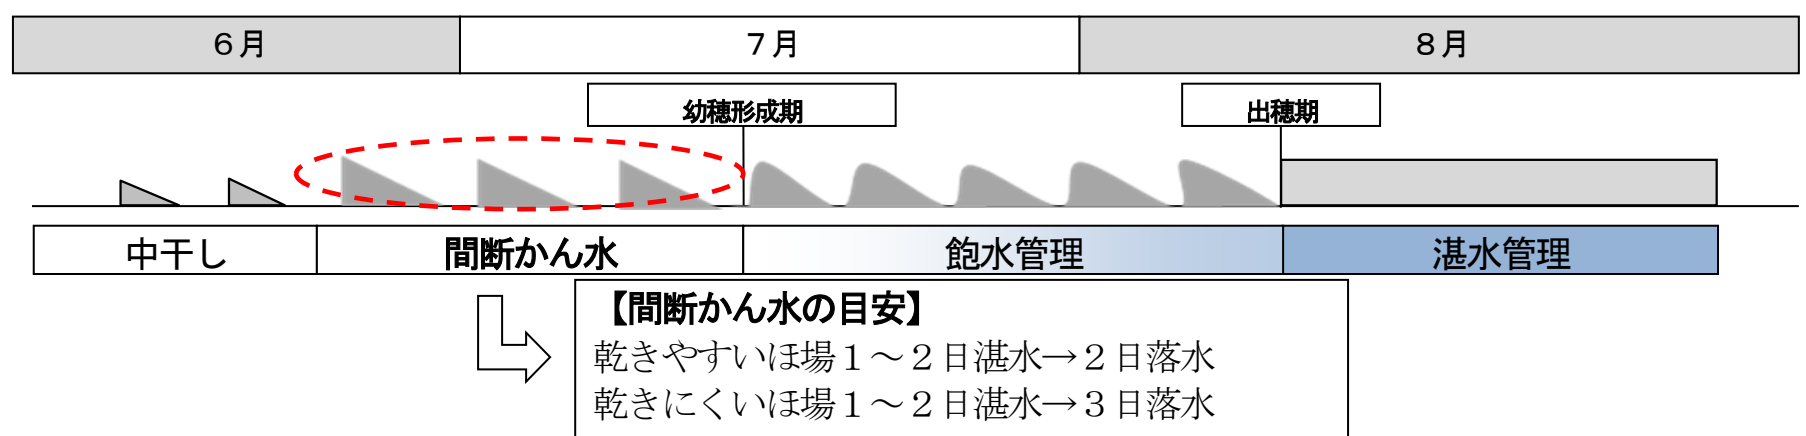 ６月
７月
８月
幼穂形成期
出穂期
中干し
間断かん水
飽水管理
湛水管理
【間断かん水の目安】
乾きやすいほ場１～２日湛水→２日落水
乾きにくいほ場１～２日湛水→３日落水